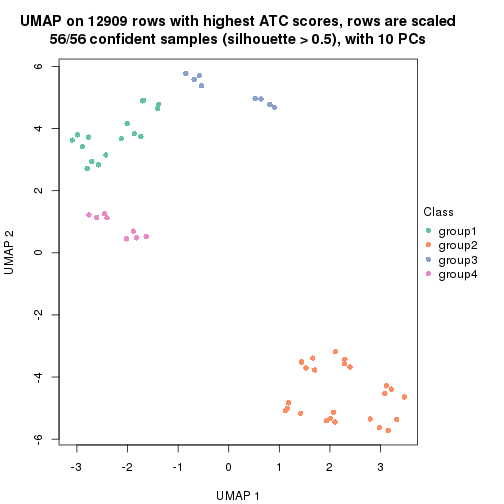 UMAP on 12909 rows with highest ATC scores, rows are scaled
56/56 confident samples (silhouette > 0.5), with 10 PCs
6
4
2
0
-2
-4
-6
UMAP 2
-3 -2 -1 0 1 2 3
UMAP 1
Class
group1
group2
group3
group4